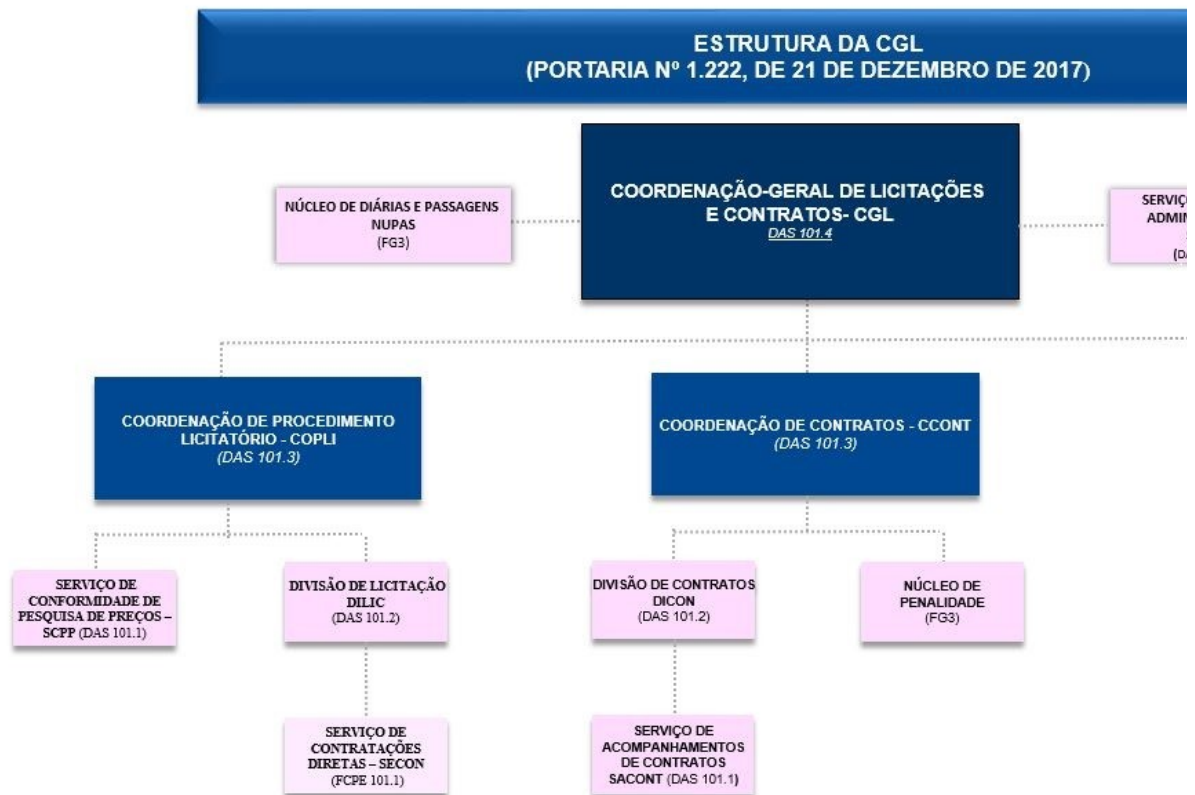 ESTRUTURA DA CGL
(PORTARIA Nº 1.222, DE 21 DE DEZEMBRO DE 2017)
COORDENAÇÃO-GERAL DE LICITAÇÕES
E CONTRATOS- CGL
DAS 101.4
NÚCLEO DE DIÁRIAS E PASSAGENS
NUPAS
(FG3)
COORDENAÇÃO DE PROCEDIMENTO
LICITATÓRIO - COPLI
(DAS 101.3)
COORDENAÇÃO DE CONTRATOS - CCONT
(DAS 101.3)
SERVIÇO DE
CONFORMIDADE DE
PESQUISA DE PREÇOS –
SCPP (DAS 101.1)
DIVISÃO DE LICITAÇÃO
DILIC
(DAS 101.2)
DIVISÃO DE CONTRATOS
DICON
(DAS 101.2)
NÚCLEO DE
PENALIDADE
(FG3)
SERVIÇO DE
CONTRATAÇÕES
DIRETAS – SECON
(FCPE 101.1)
SERVIÇO DE
ACOMPANHAMENTOS
DE CONTRATOS
SACONT (DAS 101.1)